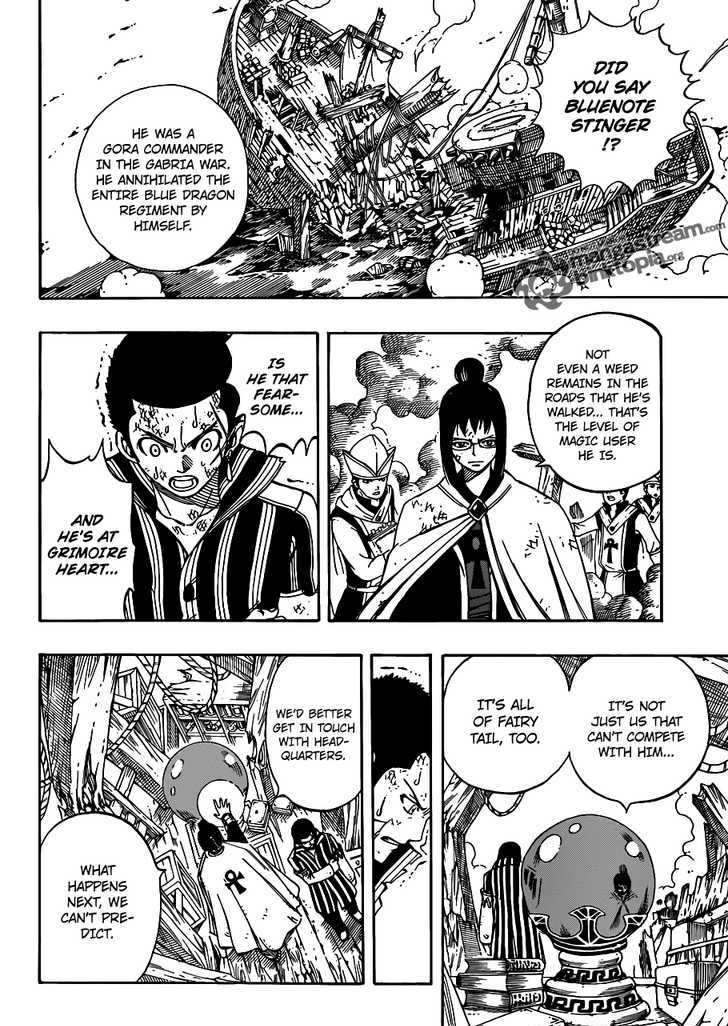 DID
YOU SAY
BLUENOTE
STINGER
!?
HE WAS A
GORA COMMANDER
IN THE GABRIA WAR.
HE ANNIHILATED THE
ENTIRE BLUE DRAGON
REGIMENT BY
HIMSELF.
mangastream.com
binktopia.org
NOT
EVEN A WEED
REMAINS IN THE
ROADS THAT HE'S
WALKED... THAT'S
THE LEVEL OF
MAGIC USER
HE IS.
IS
HE THAT
FEAR-
SOME...
AND
HE'S AT
GRIMOIRE
HEART...
IT'S NOT
JUST US THAT
CAN'T COMPETE
WITH HIM...
IT'S ALL
OF FAIRY
TAIL, TOO.
WE'D BETTER
GET IN TOUCH
WITH HEAD-
QUARTERS.
WHAT
HAPPENS
NEXT, WE
CAN'T PRE-
DICT.